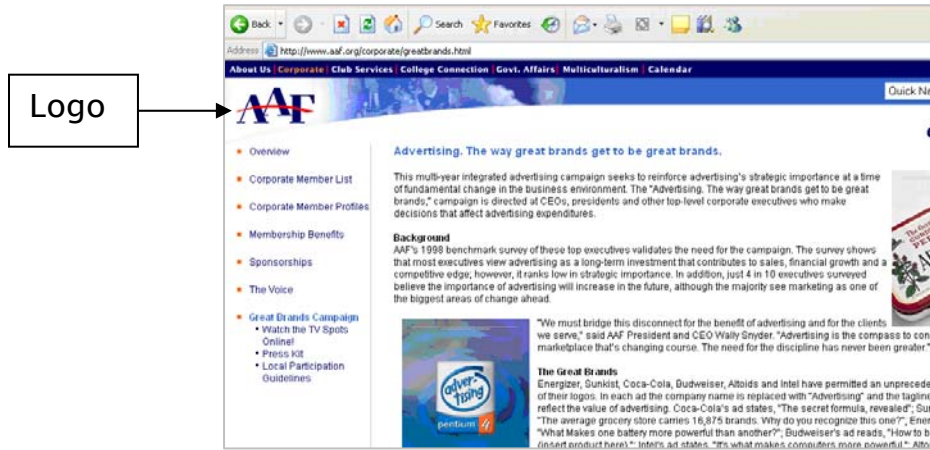 Back
Search
Favorites
Address
http://www.aaf.org/corporate/greatbrands.html
About Us | Corporate | Club Services | College Connection | Govt. Affairs | Multiculturalism | Calendar
Logo
AAF
Quick Ne
Overview
Corporate Member List
Corporate Member Profiles
Membership Benefits
Sponsorships
The Voice
Great Brands Campaign
• Watch the TV Spots
Online!
• Press Kit
• Local Participation
Guidelines
Advertising. The way great brands get to be great brands.
This multi-year integrated advertising campaign seeks to reinforce advertising's strategic importance at a time
of fundamental change in the business environment. The "Advertising. The way great brands get to be great
brands," campaign is directed at CEOs, presidents and other top-level corporate executives who make
decisions that affect advertising expenditures.
Background
AAF's 1998 benchmark survey of these top executives validates the need for the campaign. The survey shows
that most executives view advertising as a long-term investment that contributes to sales, financial growth and a
competitive edge; however, it ranks low in strategic importance. In addition, just 4 in 10 executives surveyed
believe the importance of advertising will increase in the future, although the majority see marketing as one of
the biggest areas of change ahead.
"We must bridge this disconnect for the benefit of advertising and for the clients
we serve," said AAF President and CEO Wally Snyder. "Advertising is the compass to con
marketplace that's changing course. The need for the discipline has never been greater."
adver-
tising
pentium 4
The Great Brands
Energizer, Sunkist, Coca-Cola, Budweiser, Altoids and Intel have permitted an unprecede
of their logos. In each ad the company name is replaced with "Advertising" and the tagline
reflect the value of advertising. Coca-Cola's ad states, "The secret formula, revealed"; Sun
"The average grocery store carries 16,875 brands. Why do you recognize this one?", Ener
"What Makes one battery more powerful than another?"; Budweiser's ad reads, "How to b
(insert product here)."; Intel's ad states, "It's what makes computers more powerful."; Alto